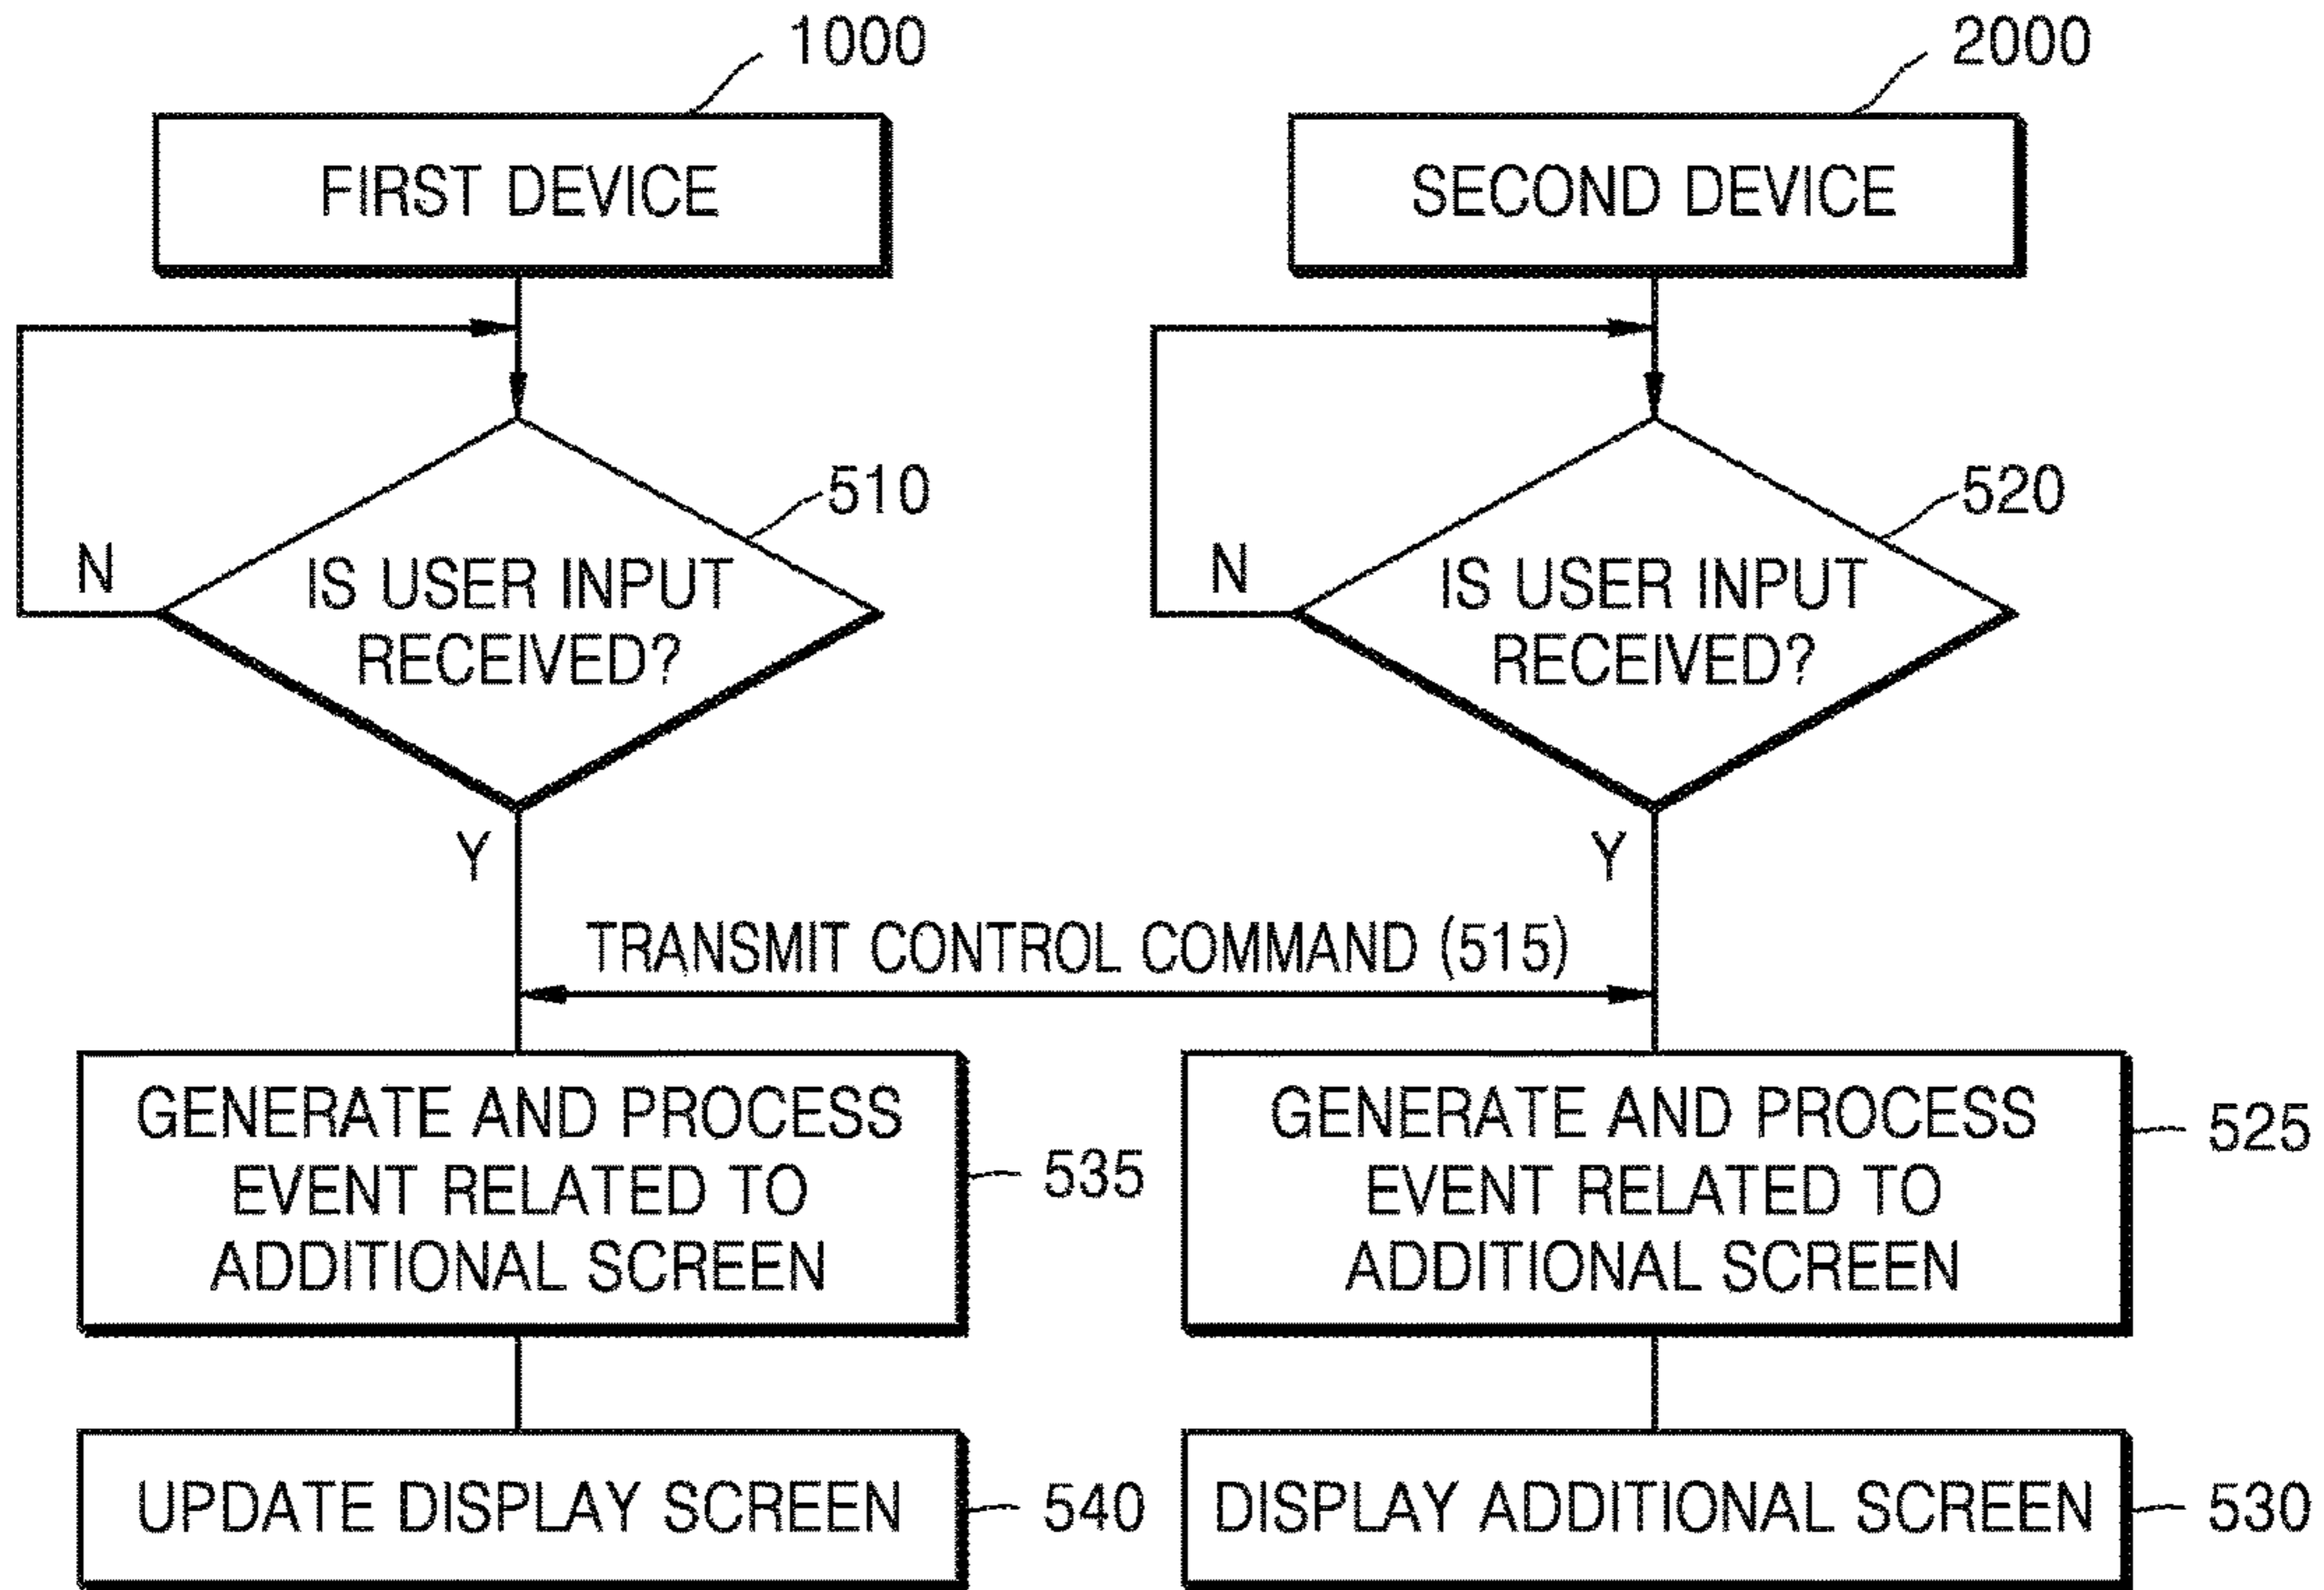 1000
2000
FIRST DEVICE
SECOND DEVICE
510
520
N
IS USER INPUT
RECEIVED?
N
IS USER INPUT
RECEIVED?
Y
Y
TRANSMIT CONTROL COMMAND (515)
GENERATE AND PROCESS
EVENT RELATED TO
ADDITIONAL SCREEN
535
GENERATE AND PROCESS
EVENT RELATED TO
ADDITIONAL SCREEN
525
UPDATE DISPLAY SCREEN
540
DISPLAY ADDITIONAL SCREEN
530